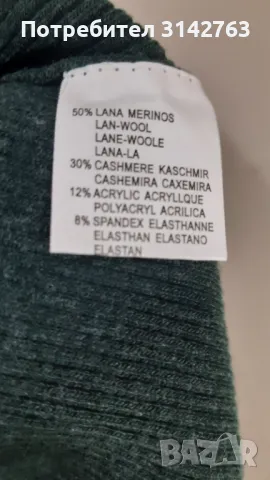 Потребител 3142763
50% LANA MERINOS
LAN-WOOL
LANE-WOOLE
LANA-LA
30% CASHMERE KASCHMIR
CASHEMIRA CAXEMIRA
12% ACRYLIC ACRYLLQUE
POLYACRYL ACRILICA
8% SPANDEX ELASTHANNE
ELASTHAN ELASTANO
ELASTAN
BAZAR